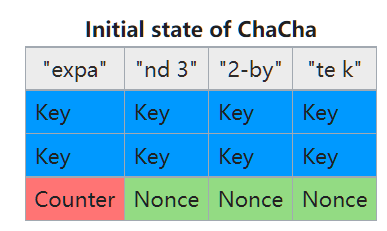 Initial state of ChaCha
"expa" "nd 3" "2-by" "te k"
Key Key Key Key
Key Key Key Key
Counter Nonce Nonce Nonce